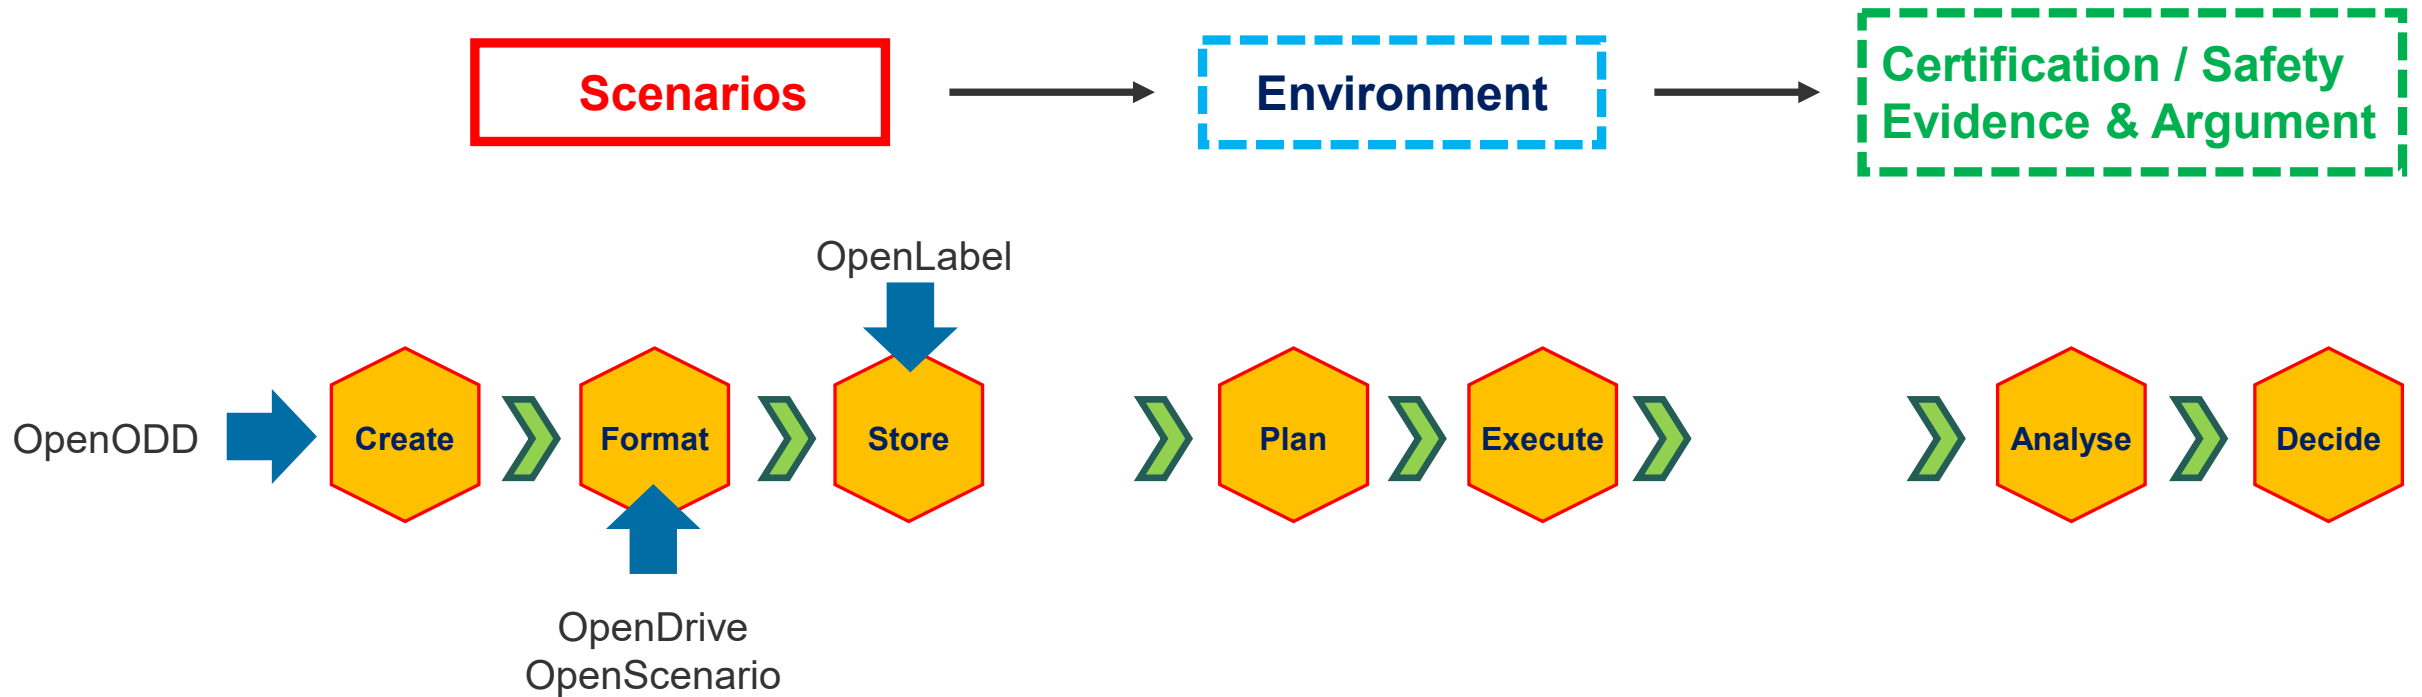 Scenarios
Environment
Certification / Safety
Evidence & Argument
OpenLabel
OpenODD
Create
Format
Store
Plan
Execute
Analyse
Decide
OpenDrive
OpenScenario